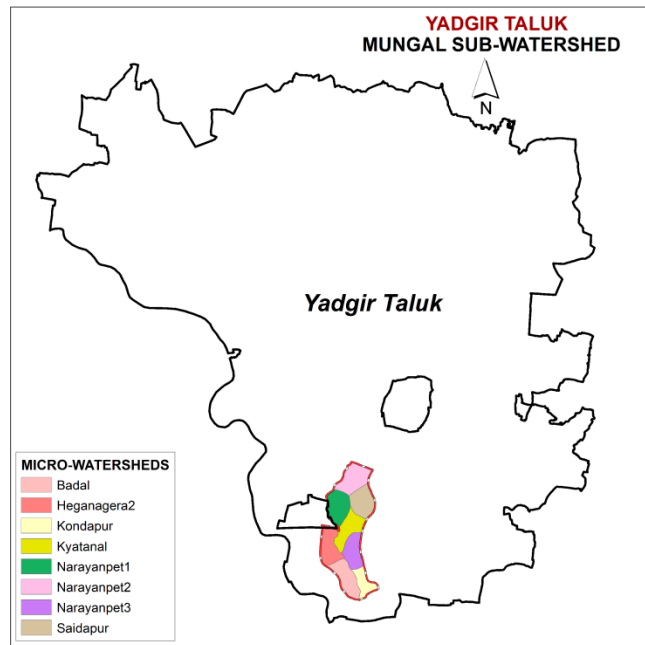 YADGIR TALUK
MUNGAL SUB-WATERSHED
N
Yadgir Taluk
MICRO-WATERSHEDS
Badal
Heganagera2
Kondapur
Kyatanal
Narayanpet1
Narayanpet2
Narayanpet3
Saidapur